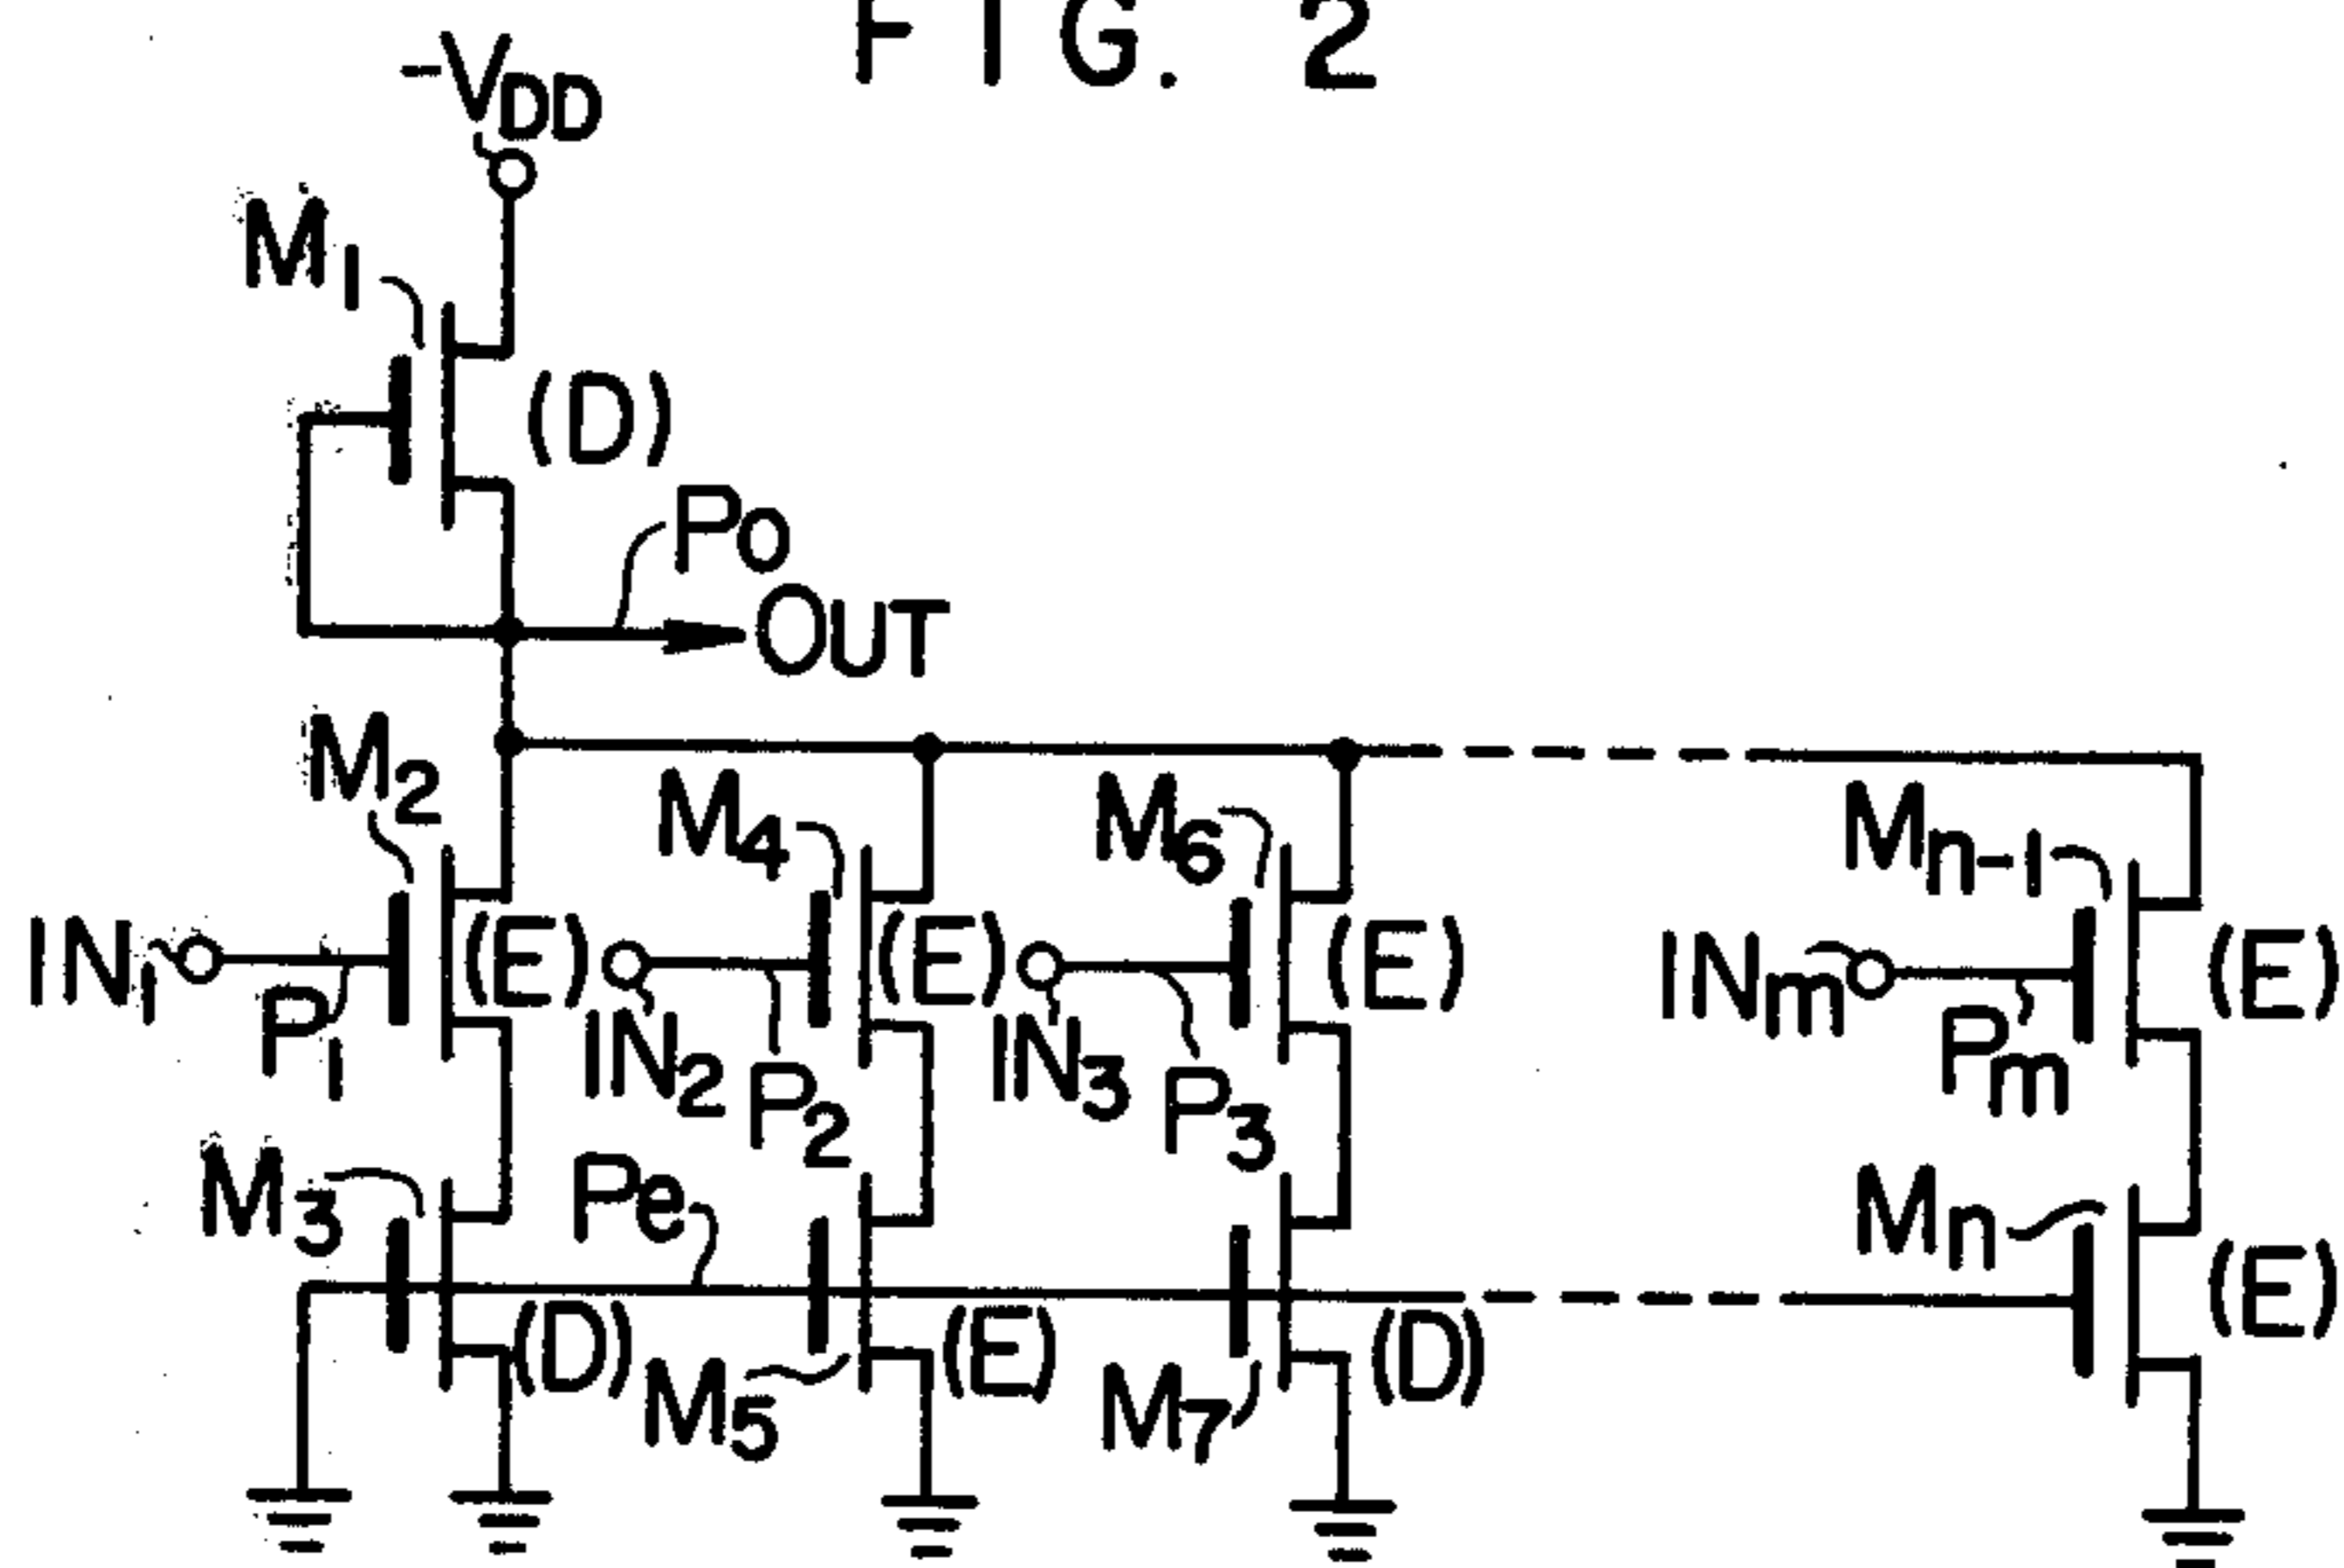 FIG. 2
-VDD
M1
(D)
Po
OUT
M2
M4
M6
Mn-1
IN1
(E)
(E)
(E)
INm
(E)
P1
IN2
P2
IN3
P3
Pm
M3
Pe
Mn
(D)
M5
(E)
M7
(D)
(E)